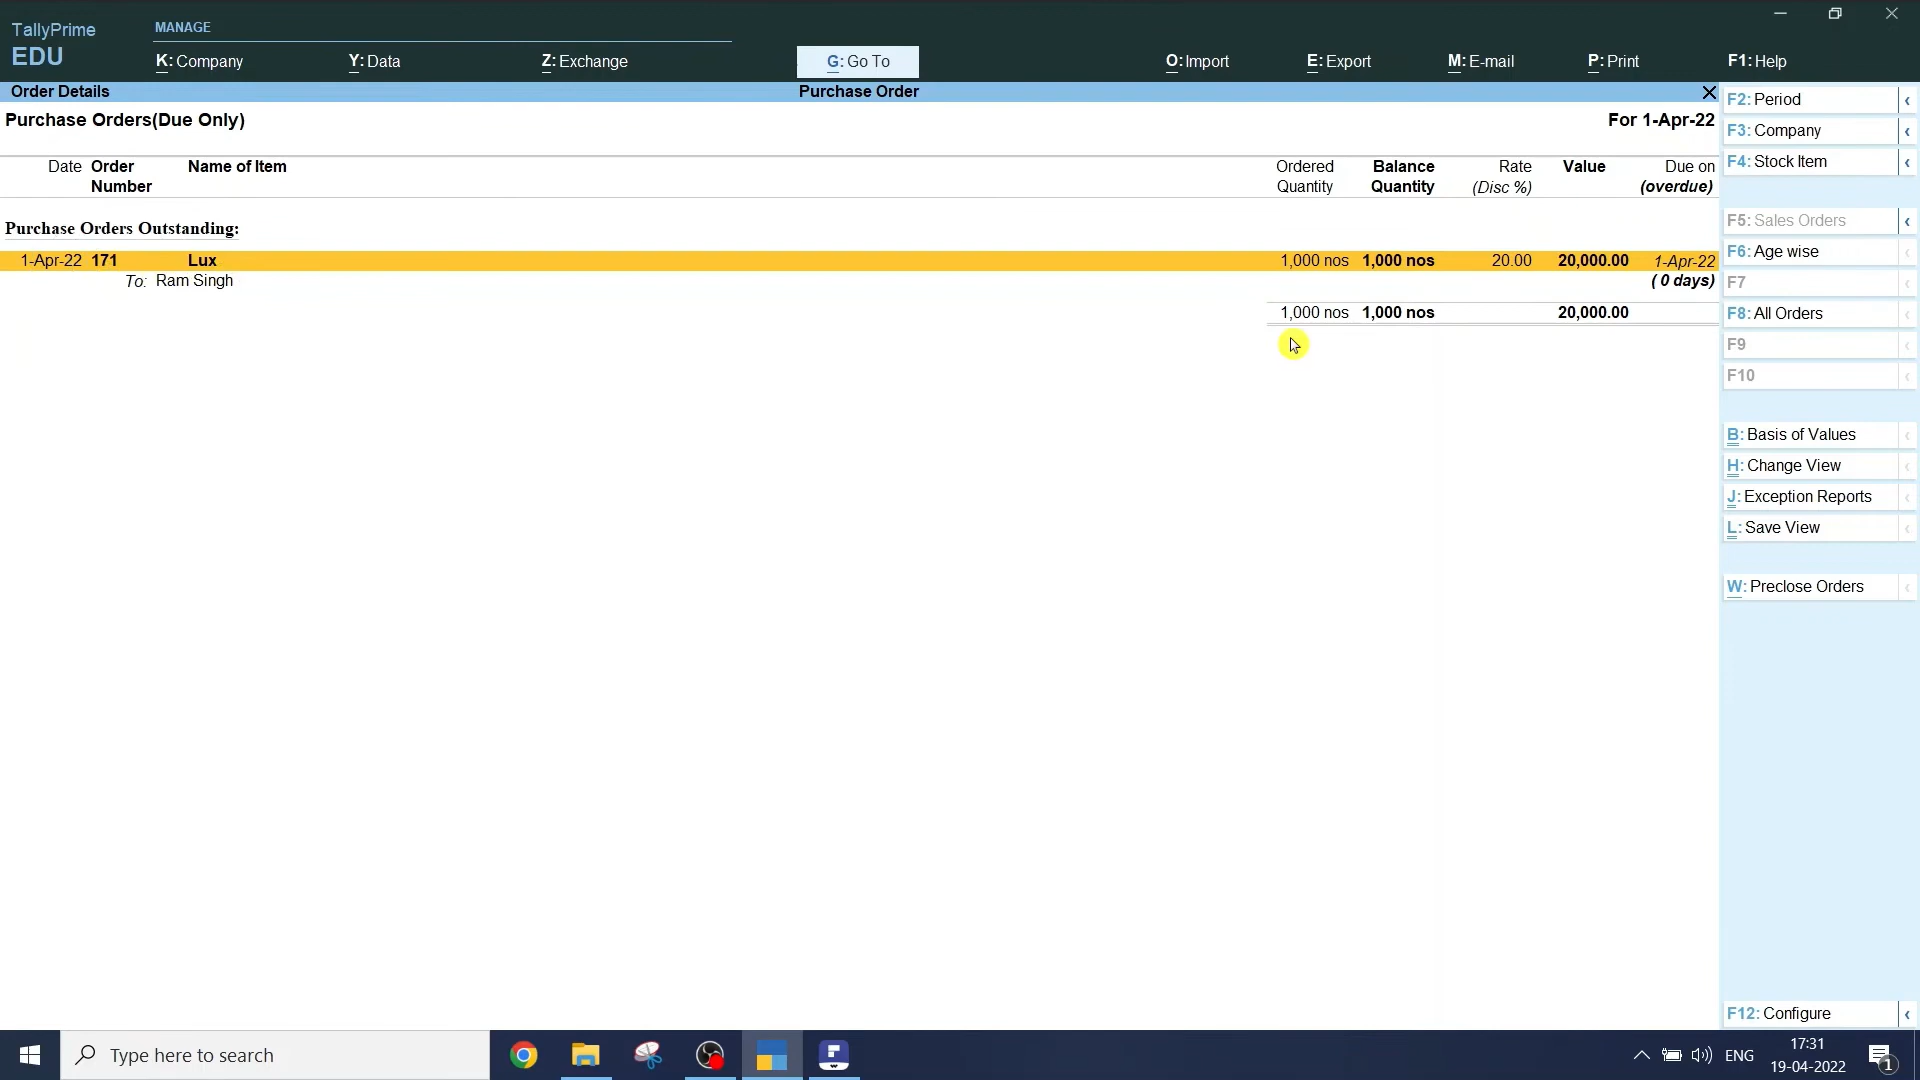 TallyPrime
EDU
MANAGE
K: Company
Y: Data
Z: Exchange
G: Go To
O: Import
E: Export
M: E-mail
P: Print
F1: Help
Order Details
Purchase Order
Purchase Orders(Due Only)
For 1-Apr-22
Date Order Number Name of Item Ordered Quantity Balance Quantity Rate (Disc %) Value Due on (overdue)
Purchase Orders Outstanding:
1-Apr-22 171 Lux 1,000 nos 1,000 nos 20.00 20,000.00 1-Apr-22
To: Ram Singh ( 0 days)
1,000 nos 1,000 nos 20,000.00
F2: Period
F3: Company
F4: Stock Item
F5: Sales Orders
F6: Age wise
F7
F8: All Orders
F9
F10
B: Basis of Values
H: Change View
J: Exception Reports
L: Save View
W: Preclose Orders
F12: Configure
Type here to search
ENG
17:31
19-04-2022
1